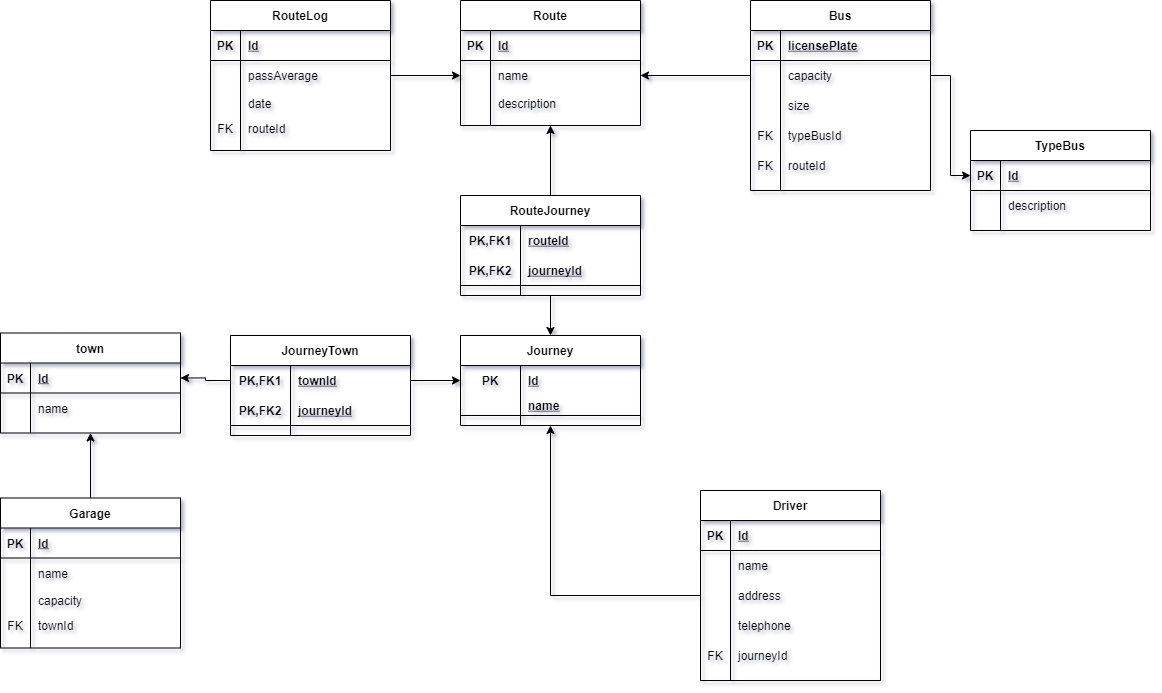 RouteLog
PK Id
passAverage
date
FK routeId
Route
PK Id
name
description
Bus
PK licensePlate
capacity
size
FK typeBusId
FK routeId
TypeBus
PK Id
description
RouteJourney
PK,FK1 routeId
PK,FK2 journeyId
town
PK Id
name
JourneyTown
PK,FK1 townId
PK,FK2 journeyId
Journey
PK Id
name
Garage
PK Id
name
capacity
FK townId
Driver
PK Id
name
address
telephone
FK journeyId